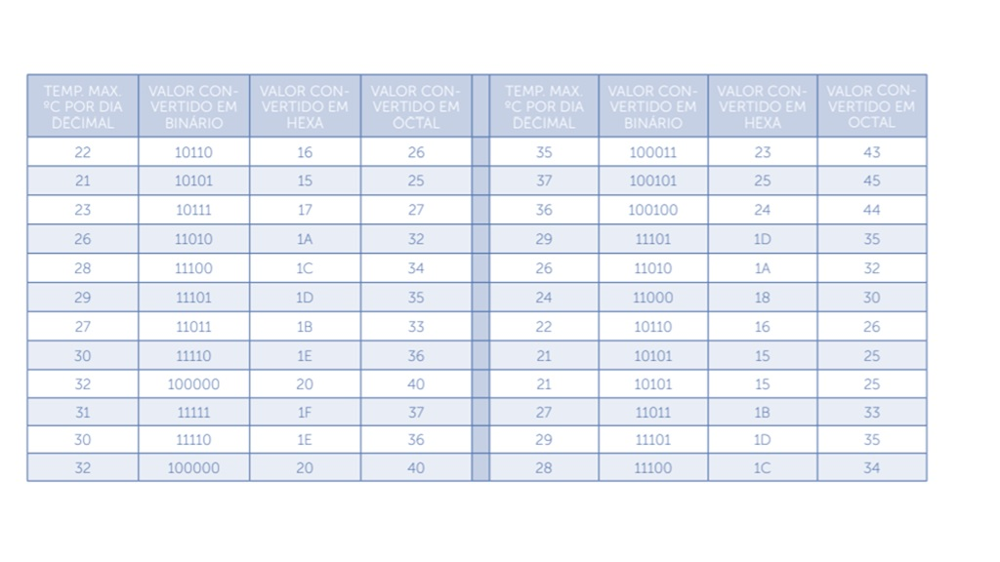 TEMP. MAX. ºC POR DIA DECIMAL | VALOR CON-VERTIDO EM BINÁRIO | VALOR CON-VERTIDO EM HEXA | VALOR CON-VERTIDO EM OCTAL | TEMP. MAX. ºC POR DIA DECIMAL | VALOR CON-VERTIDO EM BINÁRIO | VALOR CON-VERTIDO EM HEXA | VALOR CON-VERTIDO EM OCTAL
22 10110 16 26 35 100011 23 43
21 10101 15 25 37 100101 25 45
23 10111 17 27 36 100100 24 44
26 11010 1A 32 29 11101 1D 35
28 11100 1C 34 26 11010 1A 32
29 11101 1D 35 24 11000 18 30
27 11011 1B 33 22 10110 16 26
30 11110 1E 36 21 10101 15 25
32 100000 20 40 21 10101 15 25
31 11111 1F 37 27 11011 1B 33
30 11110 1E 36 29 11101 1D 35
32 100000 20 40 28 11100 1C 34